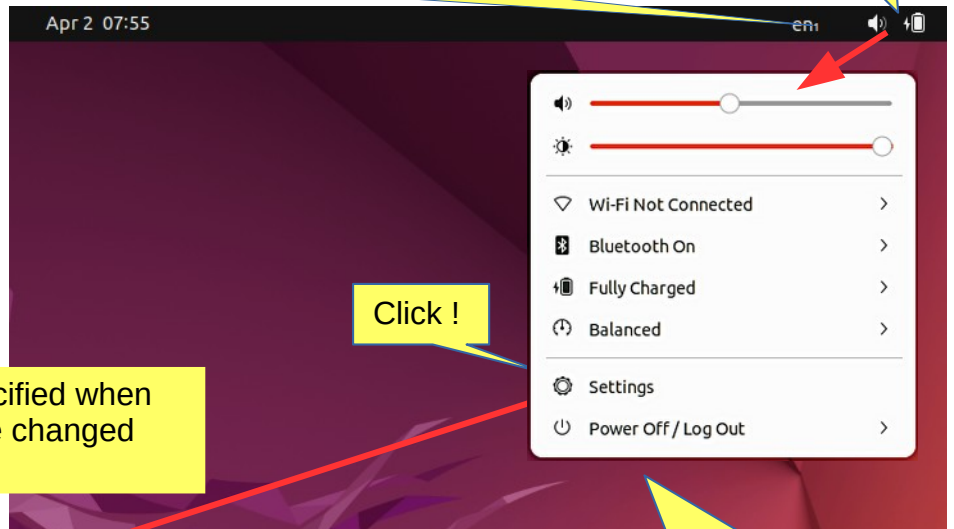 Apr 2 07:55
en₁
Wi-Fi Not Connected
Bluetooth On
Fully Charged
Click !
Balanced
cified when
Settings
e changed
Power Off / Log Out